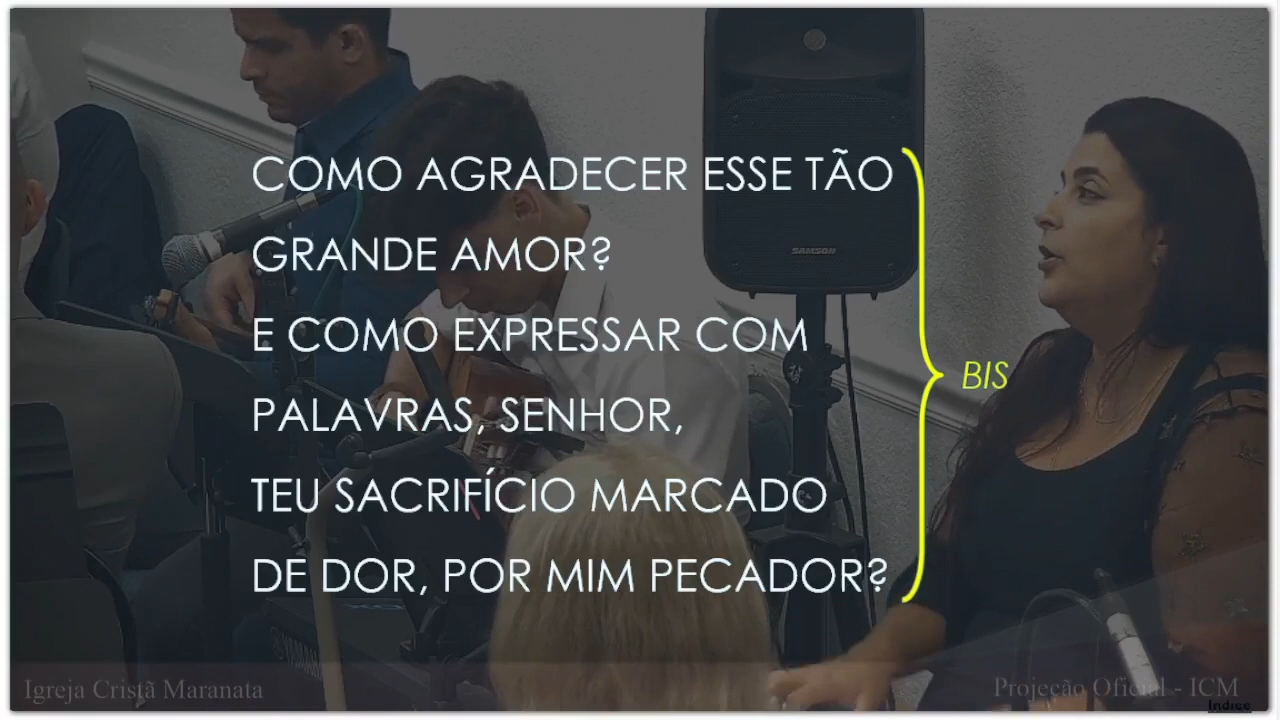 COMO AGRADECER ESSE TÃO
GRANDE AMOR?
E COMO EXPRESSAR COM
PALAVRAS, SENHOR,
TEU SACRIFÍCIO MARCADO
DE DOR, POR MIM PECADOR?
BIS
SAMSON
Igreja Cristã Maranata
Projeção Oficial - ICM
Índice